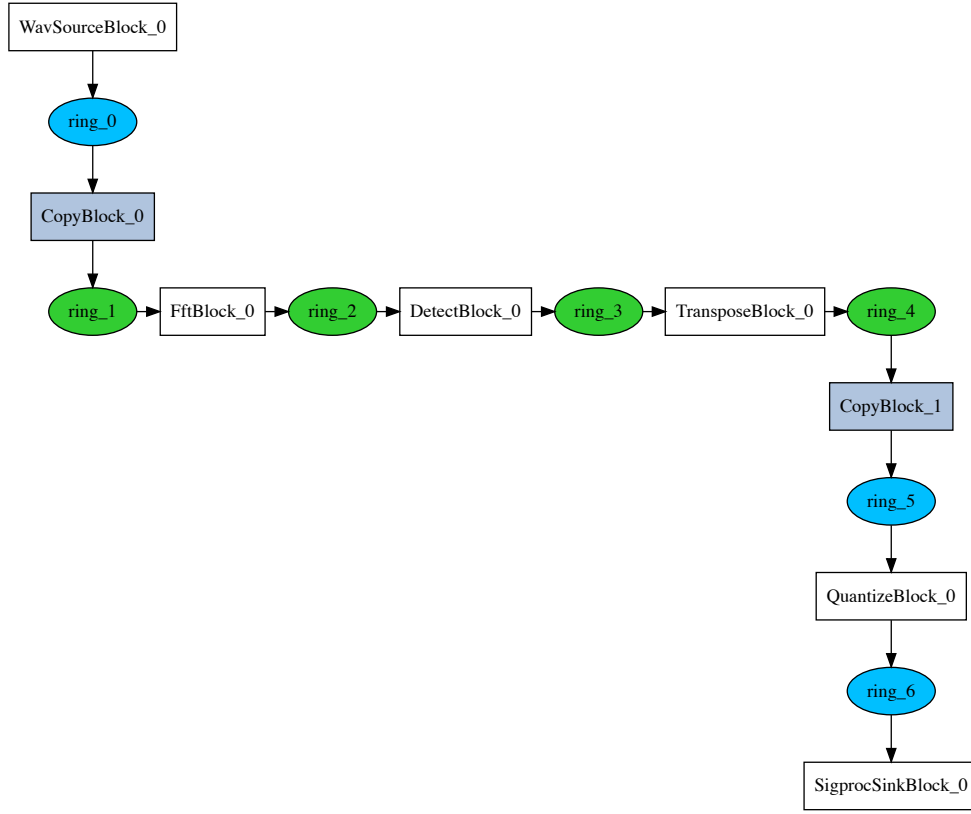 WavSourceBlock_0
ring_0
CopyBlock_0
ring_1
FftBlock_0
ring_2
DetectBlock_0
ring_3
TransposeBlock_0
ring_4
CopyBlock_1
ring_5
QuantizeBlock_0
ring_6
SigprocSinkBlock_0